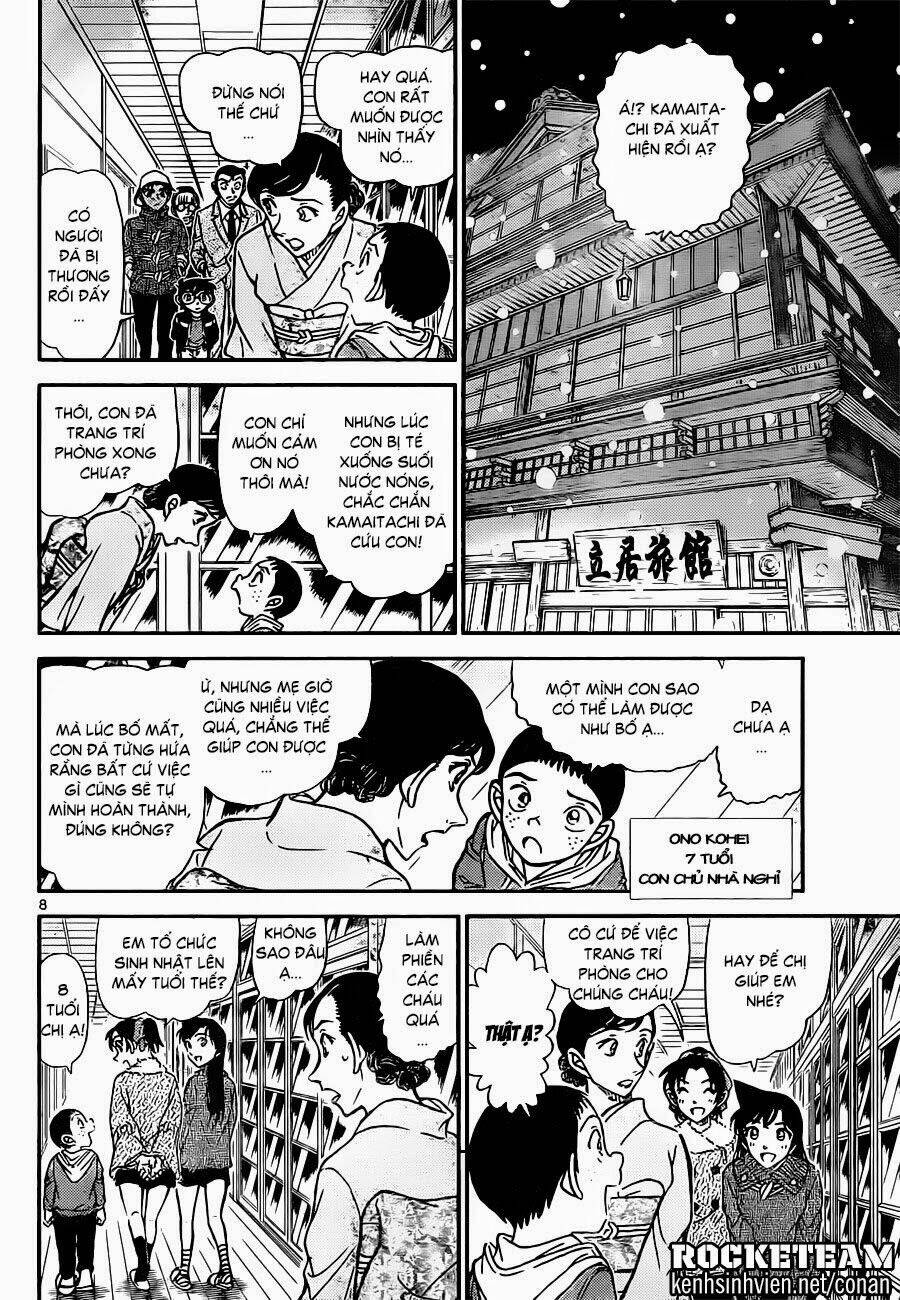 Á!? KAMAITA-
CHI ĐÃ XUẤT
HIỆN RỒI Ạ?
立居旅館
HAY QUÁ.
CON RẤT
MUỐN ĐƯỢC
NHÌN THẤY
NÓ...
ĐỪNG NÓI
THẾ CHỨ
...
CÓ
NGƯỜI
ĐÃ BỊ
THƯƠNG
RỒI ĐẤY
...
NHƯNG LÚC
CON BỊ TÉ
XUỐNG SUỐI
NƯỚC NÓNG,
CHẮC CHẮN
KAMAITACHI ĐÃ
CỨU CON!
CON CHỈ
MUỐN CÁM
ƠN NÓ
THÔI MÀ!
THÔI, CON ĐÃ
TRANG TRÍ
PHÒNG XONG
CHƯA?
DẠ
CHƯA Ạ
...
MỘT MÌNH CON SAO
CÓ THỂ LÀM ĐƯỢC
NHƯ BỐ Ạ...
ONO KOHEI
7 TUỔI
CON CHỦ NHÀ NGHỈ
Ừ, NHƯNG MẸ GIỜ
CŨNG NHIỀU VIỆC
QUÁ, CHẲNG THỂ
GIÚP CON ĐƯỢC
...
MÀ LÚC BỐ MẤT,
CON ĐÃ TỪNG HỨA
RẰNG BẤT CỨ VIỆC
GÌ CŨNG SẼ TỰ
MÌNH HOÀN THÀNH,
ĐÚNG KHÔNG?
8
HAY ĐỂ CHỊ
GIÚP EM
NHÉ?
CÔ CỨ ĐỂ VIỆC
TRANG TRÍ
PHÒNG CHO
CHÚNG CHÁU!
THẬT Ạ?
LÀM
PHIỀN
CÁC
CHÁU
QUÁ
KHÔNG
SAO ĐÂU
Ạ...
EM TỔ CHỨC
SINH NHẬT LÊN
MẤY TUỔI THẾ?
8
TUỔI
CHỊ Ạ!
ROCKETEAM
kenhsinhvien.net/conan